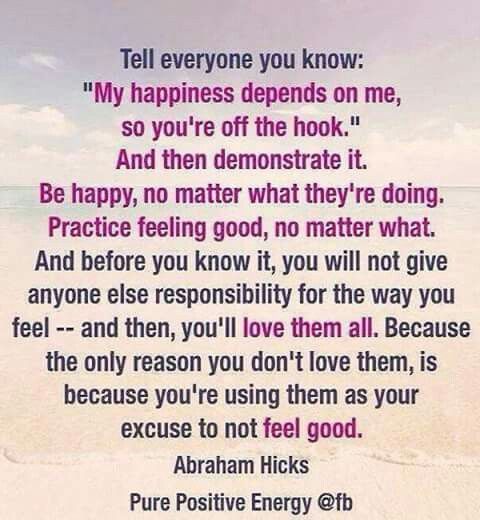 Tell everyone you know:
"My happiness depends on me,
so you're off the hook."
And then demonstrate it.
Be happy, no matter what they're doing.
Practice feeling good, no matter what.
And before you know it, you will not give
anyone else responsibility for the way you
feel -- and then, you'll love them all. Because
the only reason you don't love them, is
because you're using them as your
excuse to not feel good.
Abraham Hicks
Pure Positive Energy @fb